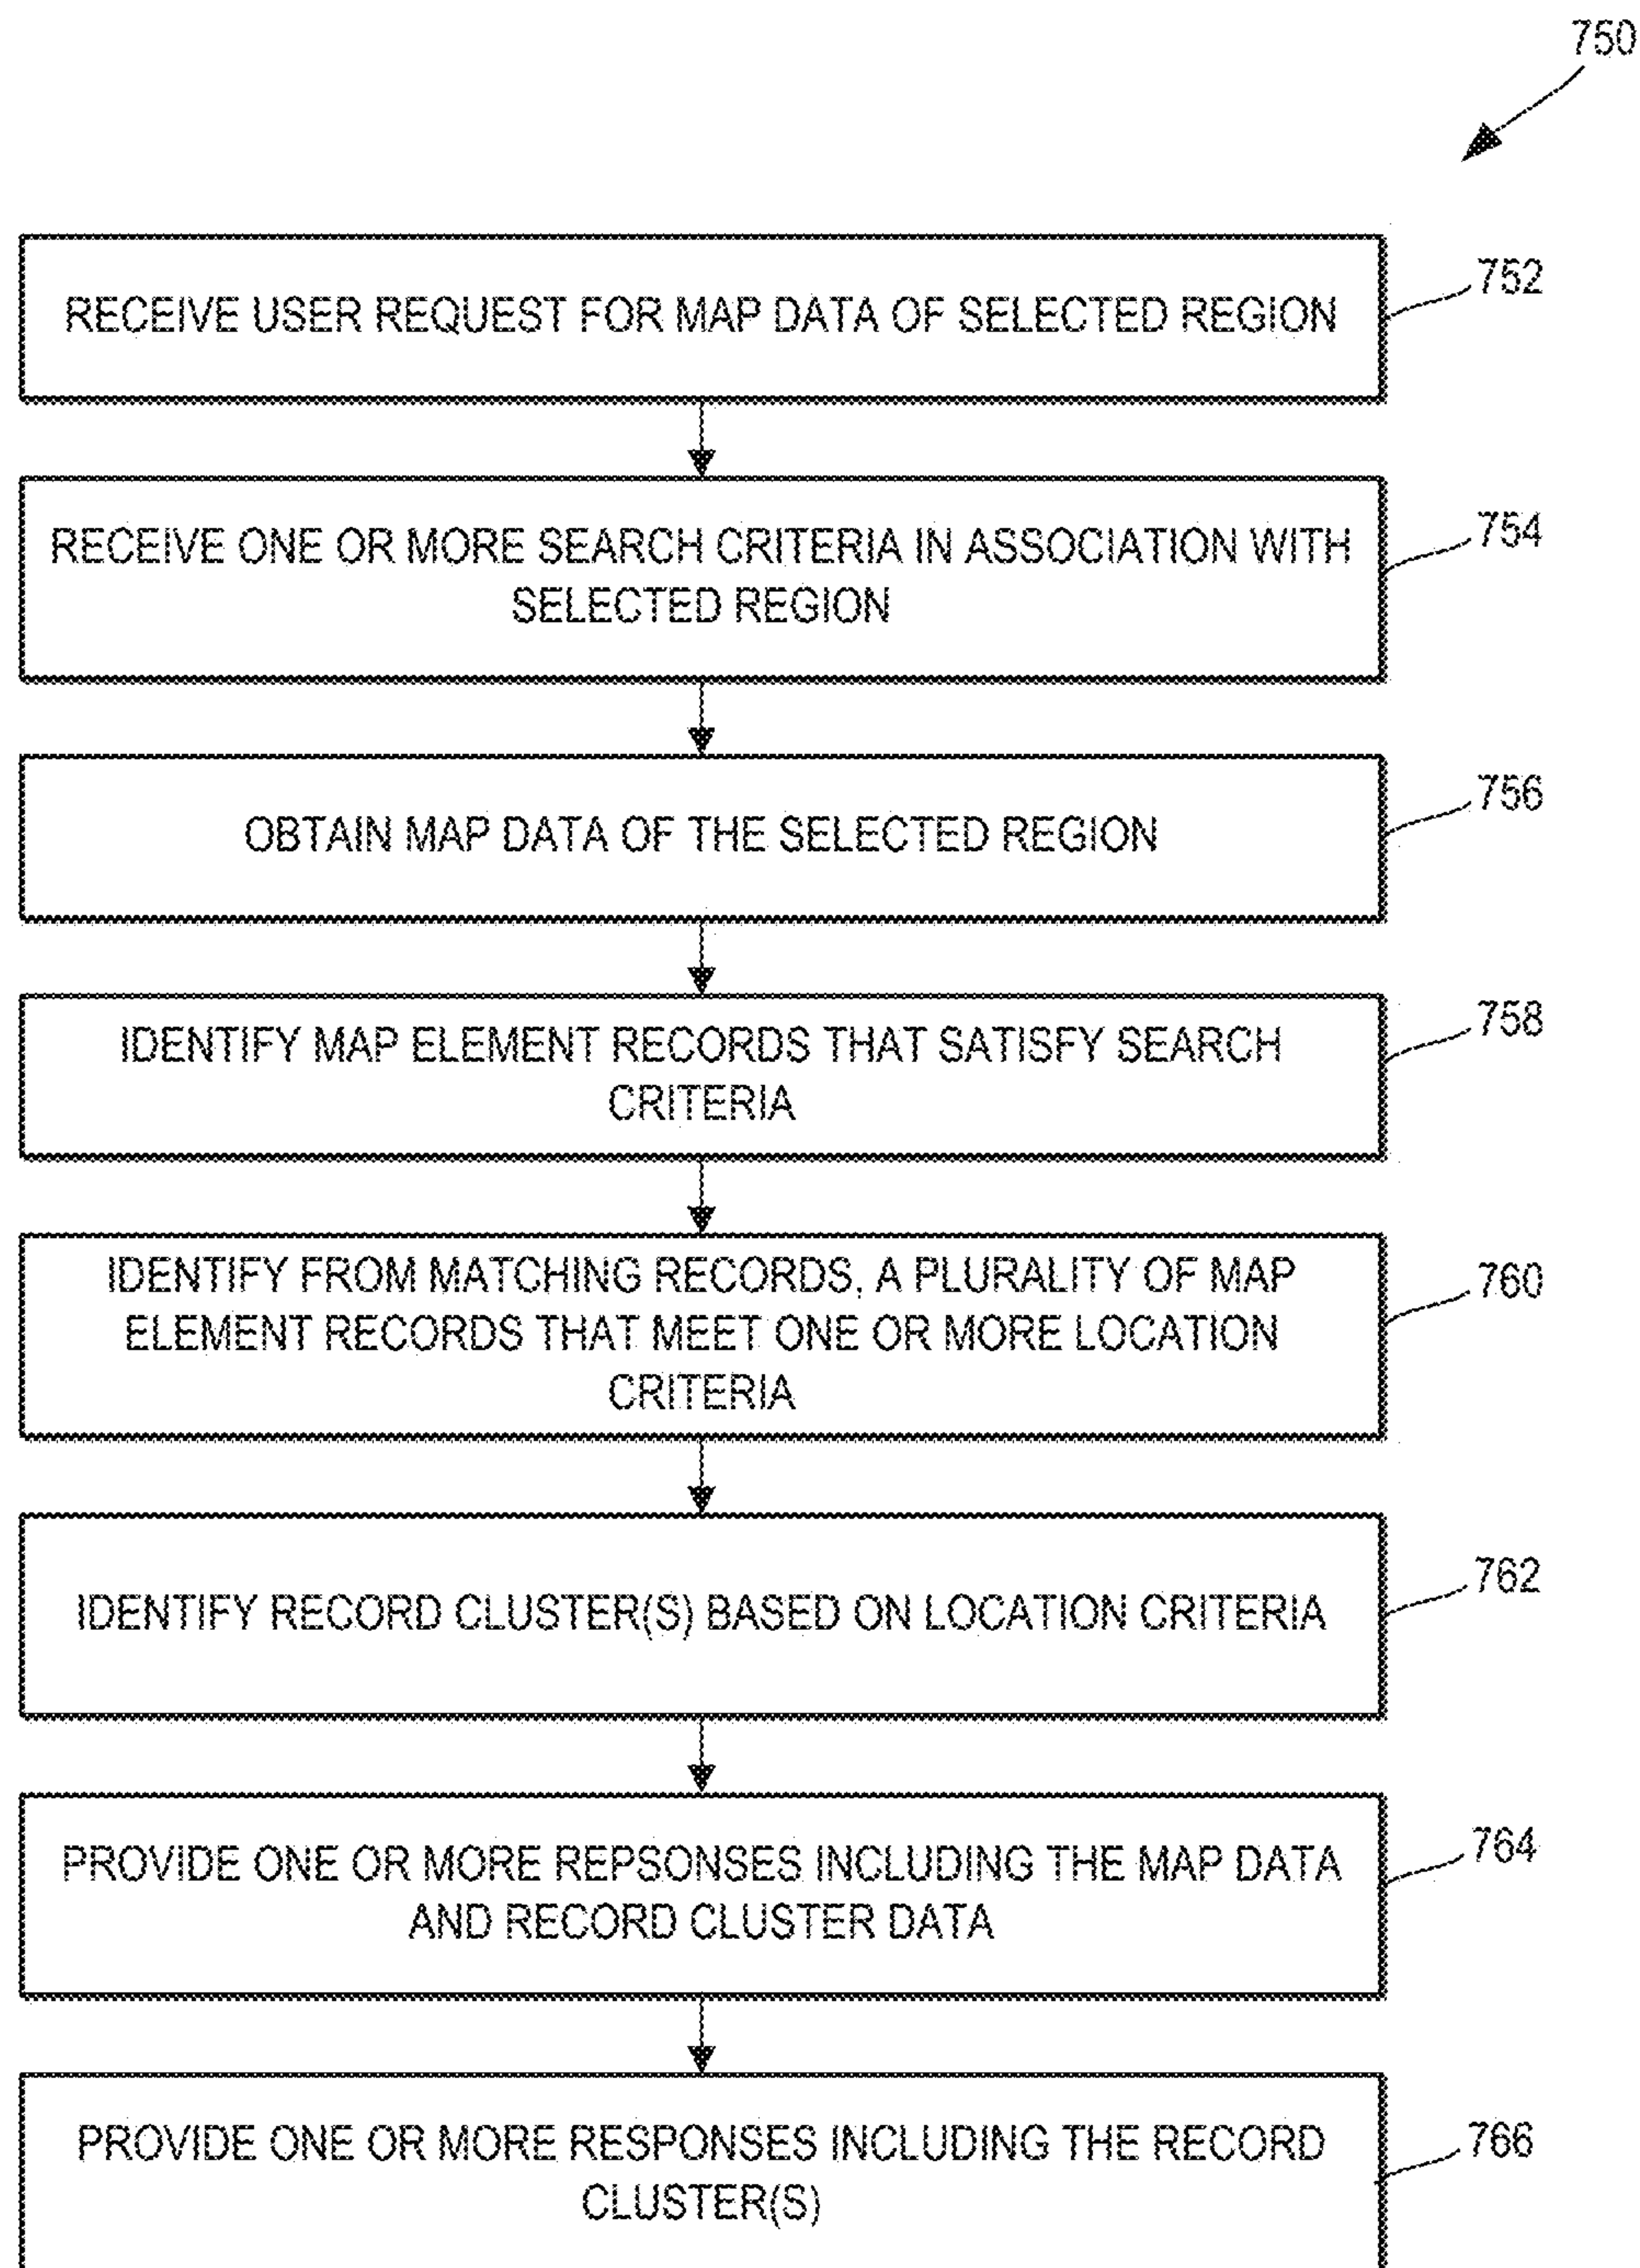 750
RECEIVE USER REQUEST FOR MAP DATA OF SELECTED REGION
752
RECEIVE ONE OR MORE SEARCH CRITERIA IN ASSOCIATION WITH
SELECTED REGION
754
OBTAIN MAP DATA OF THE SELECTED REGION
756
IDENTIFY MAP ELEMENT RECORDS THAT SATISFY SEARCH
CRITERIA
758
IDENTIFY FROM MATCHING RECORDS, A PLURALITY OF MAP
ELEMENT RECORDS THAT MEET ONE OR MORE LOCATION
CRITERIA
760
IDENTIFY RECORD CLUSTER(S) BASED ON LOCATION CRITERIA
762
PROVIDE ONE OR MORE REPSONSES INCLUDING THE MAP DATA
AND RECORD CLUSTER DATA
764
PROVIDE ONE OR MORE RESPONSES INCLUDING THE RECORD
CLUSTER(S)
766